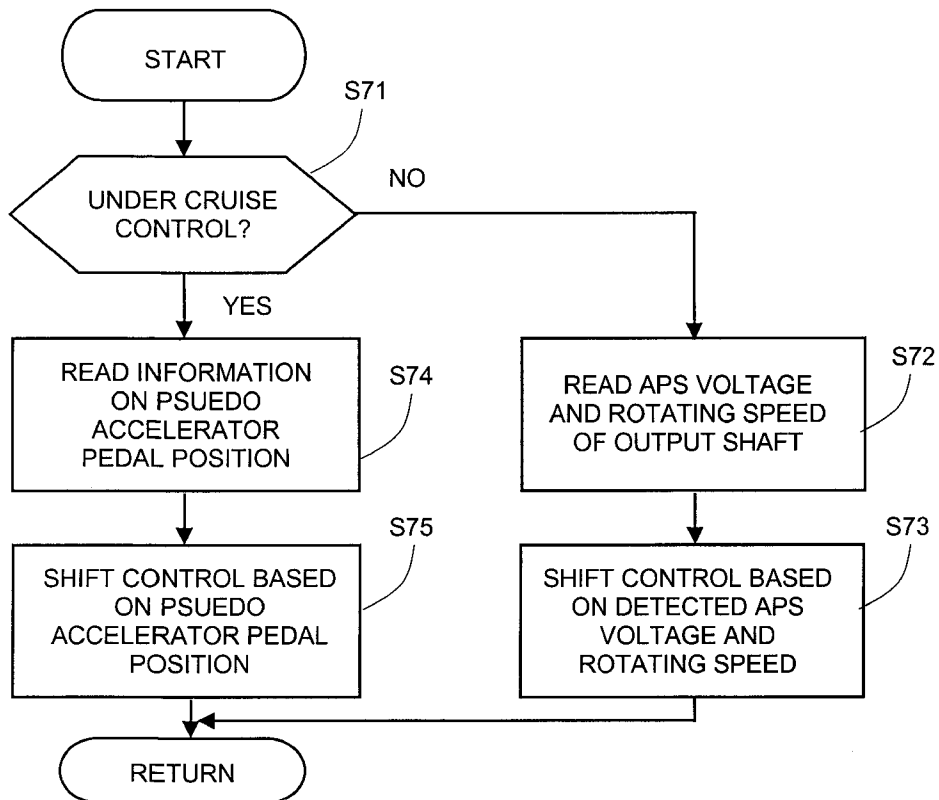 START
S71
UNDER CRUISE
CONTROL?
NO
YES
READ INFORMATION
ON PSUEDO
ACCELERATOR
PEDAL POSITION
S74
READ APS VOLTAGE
AND ROTATING SPEED
OF OUTPUT SHAFT
S72
SHIFT CONTROL BASED
ON PSUEDO
ACCELERATOR PEDAL
POSITION
S75
SHIFT CONTROL BASED
ON DETECTED APS
VOLTAGE AND
ROTATING SPEED
S73
RETURN